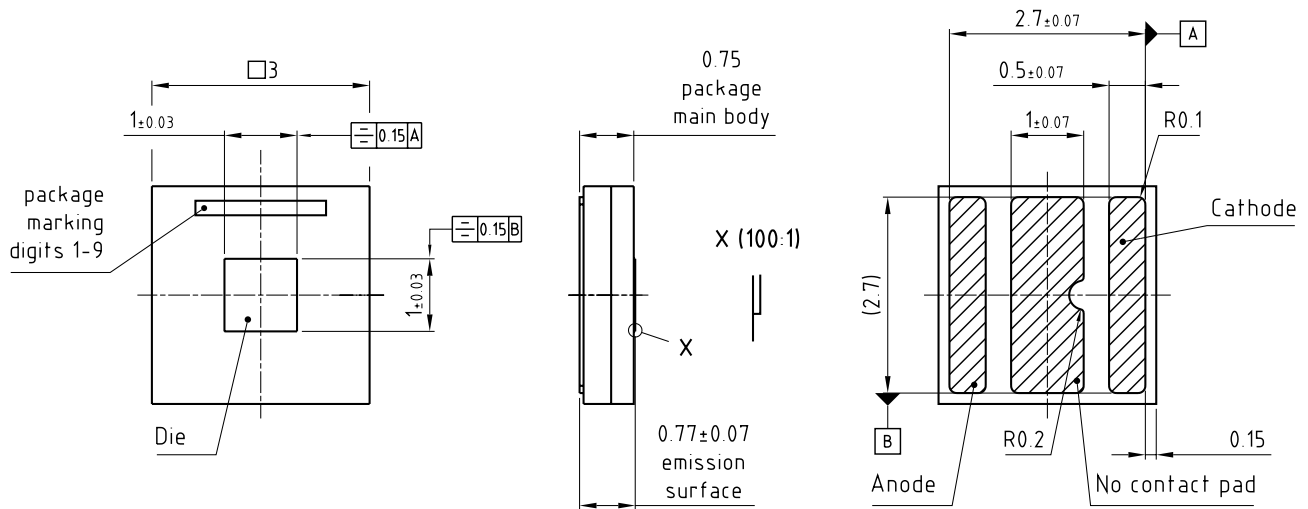 □3
1±0.03
⌯ 0.15 A
package
marking
digits 1-9
⌯ 0.15 B
1±0.03
Die
0.75
package
main body
X (100:1)
X
0.77±0.07
emission
surface
2.7±0.07
A
0.5±0.07
1±0.07
R0.1
Cathode
(2.7)
B
R0.2
0.15
Anode
No contact pad